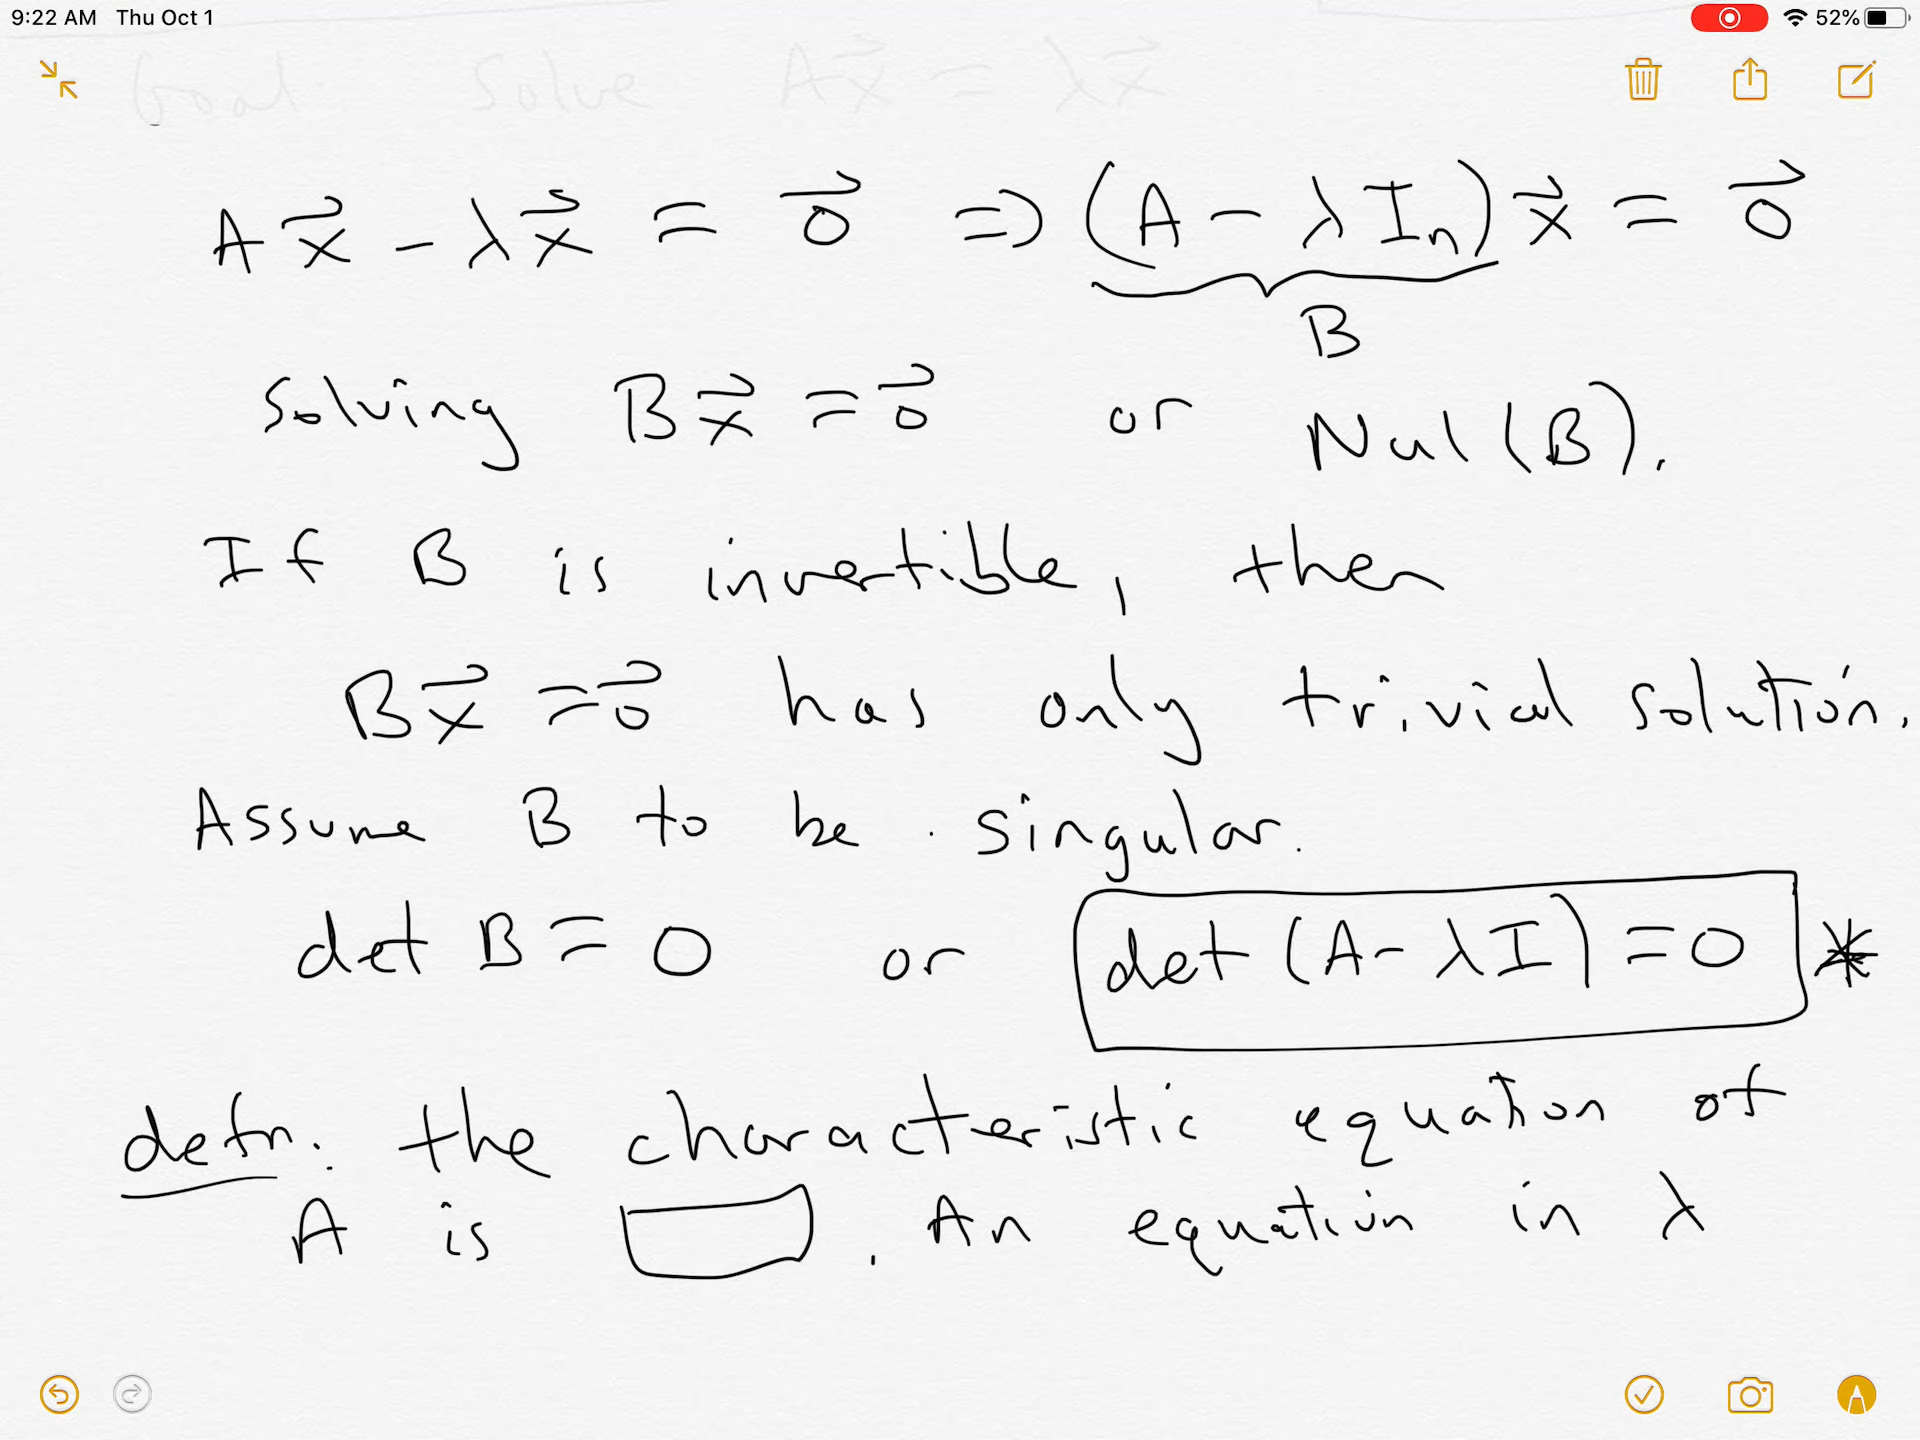 9:22 AM Thu Oct 1 52%
Goal: Solve Ax⃗ = λx⃗
Ax⃗ - λx⃗ = 0⃗ => (A - λIₙ)x⃗ = 0⃗
B
Solving Bx⃗ = 0⃗ or Nul(B).
If B is invertible, then
Bx⃗ = 0⃗ has only trivial solution.
Assume B to be singular.
det B = 0 or det (A - λI) = 0 *
defn: the characteristic equation of
A is ▭. An equation in λ